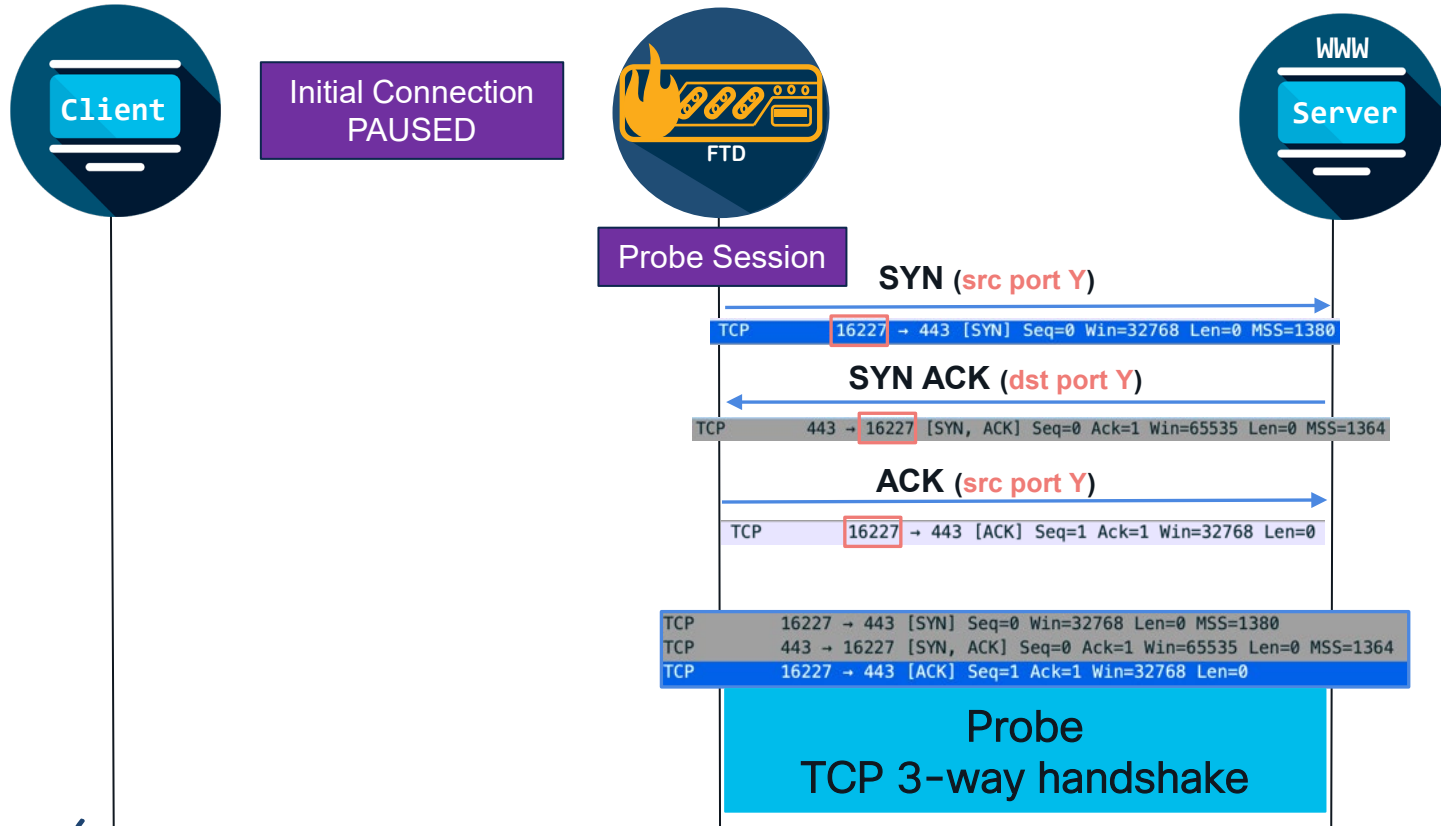 Client
Initial Connection
PAUSED
FTD
WWW
Server
Probe Session
SYN (src port Y)
TCP 16227 → 443 [SYN] Seq=0 Win=32768 Len=0 MSS=1380
SYN ACK (dst port Y)
TCP 443 → 16227 [SYN, ACK] Seq=0 Ack=1 Win=65535 Len=0 MSS=1364
ACK (src port Y)
TCP 16227 → 443 [ACK] Seq=1 Ack=1 Win=32768 Len=0
TCP 16227 → 443 [SYN] Seq=0 Win=32768 Len=0 MSS=1380
TCP 443 → 16227 [SYN, ACK] Seq=0 Ack=1 Win=65535 Len=0 MSS=1364
TCP 16227 → 443 [ACK] Seq=1 Ack=1 Win=32768 Len=0
Probe
TCP 3-way handshake